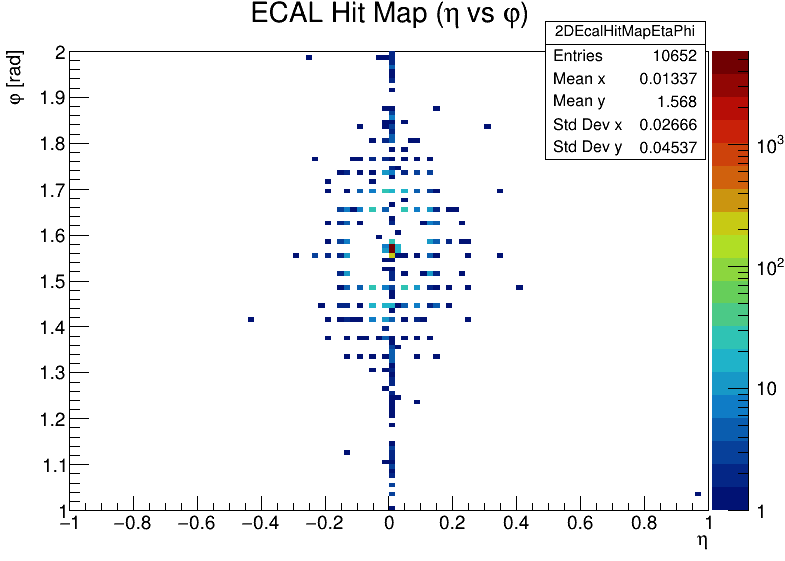 ECAL Hit Map (η vs φ)
2DEcalHitMapEtaPhi
Entries 10652
Mean x 0.01337
Mean y 1.568
Std Dev x 0.02666
Std Dev y 0.04537
φ [rad]
2
1.9
1.8
1.7
1.6
1.5
1.4
1.3
1.2
1.1
1
−1 −0.8 −0.6 −0.4 −0.2 0 0.2 0.4 0.6 0.8 1
η
10³
10²
10
1